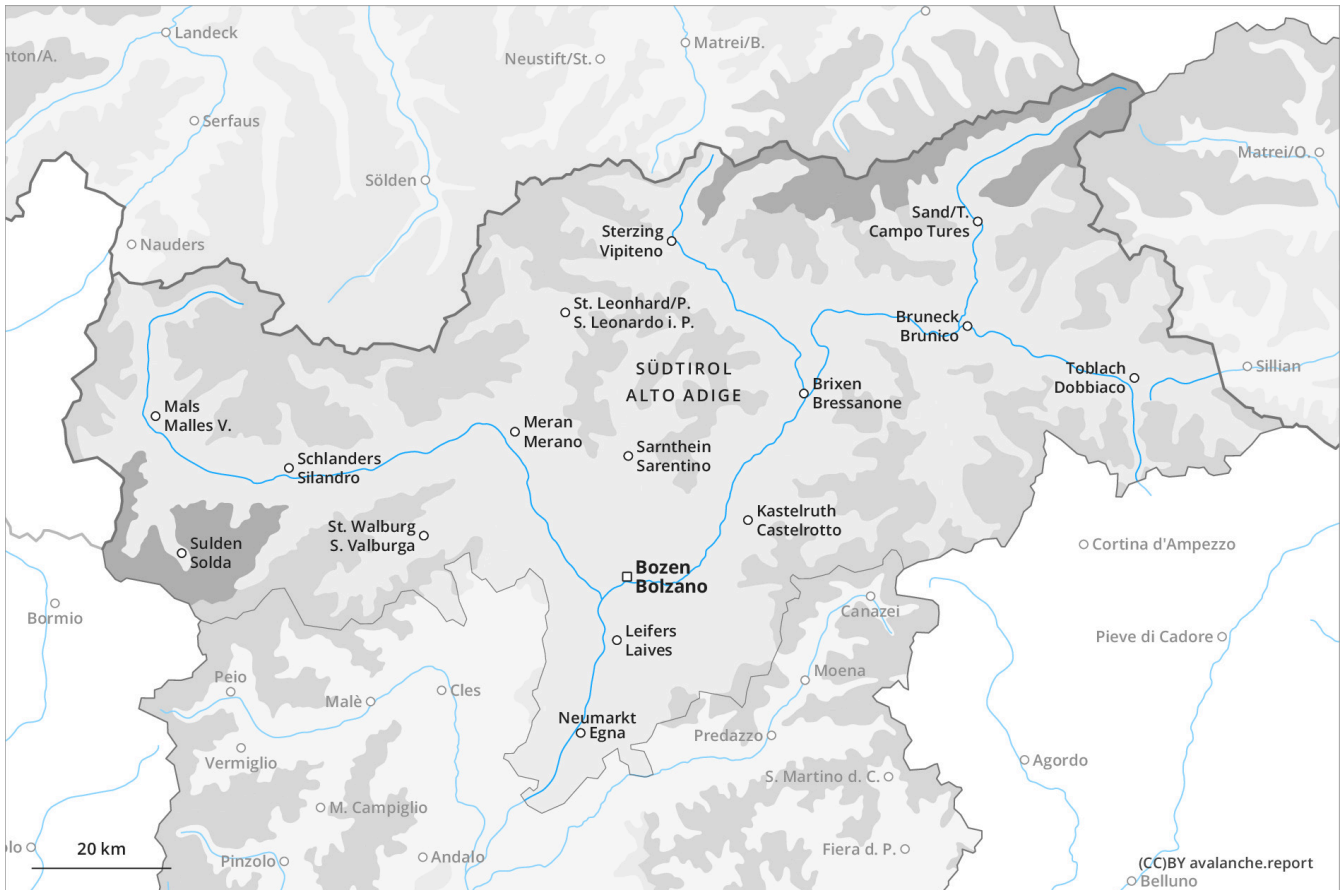 Landeck
nton/A.
Matrei/B.
Neustift/St.
Serfaus
Matrei/O.
Sölden
Sand/T.
Campo Tures
Sterzing
Vipiteno
Nauders
St. Leonhard/P.
S. Leonardo i. P.
Bruneck
Brunico
SÜDTIROL
ALTO ADIGE
Toblach
Dobbiaco
Sillian
Brixen
Bressanone
Mals
Malles V.
Meran
Merano
Sarnthein
Sarentino
Schlanders
Silandro
Kastelruth
Castelrotto
St. Walburg
S. Valburga
Sulden
Solda
Cortina d'Ampezzo
Bozen
Bolzano
Bormio
Canazei
Leifers
Laives
Pieve di Cadore
Peio
Moena
Malè
Cles
Neumarkt
Egna
Predazzo
Vermiglio
Agordo
S. Martino d. C.
M. Campiglio
olo
20 km
Pinzolo
Andalo
Fiera d. P.
(CC)BY avalanche.report
Belluno